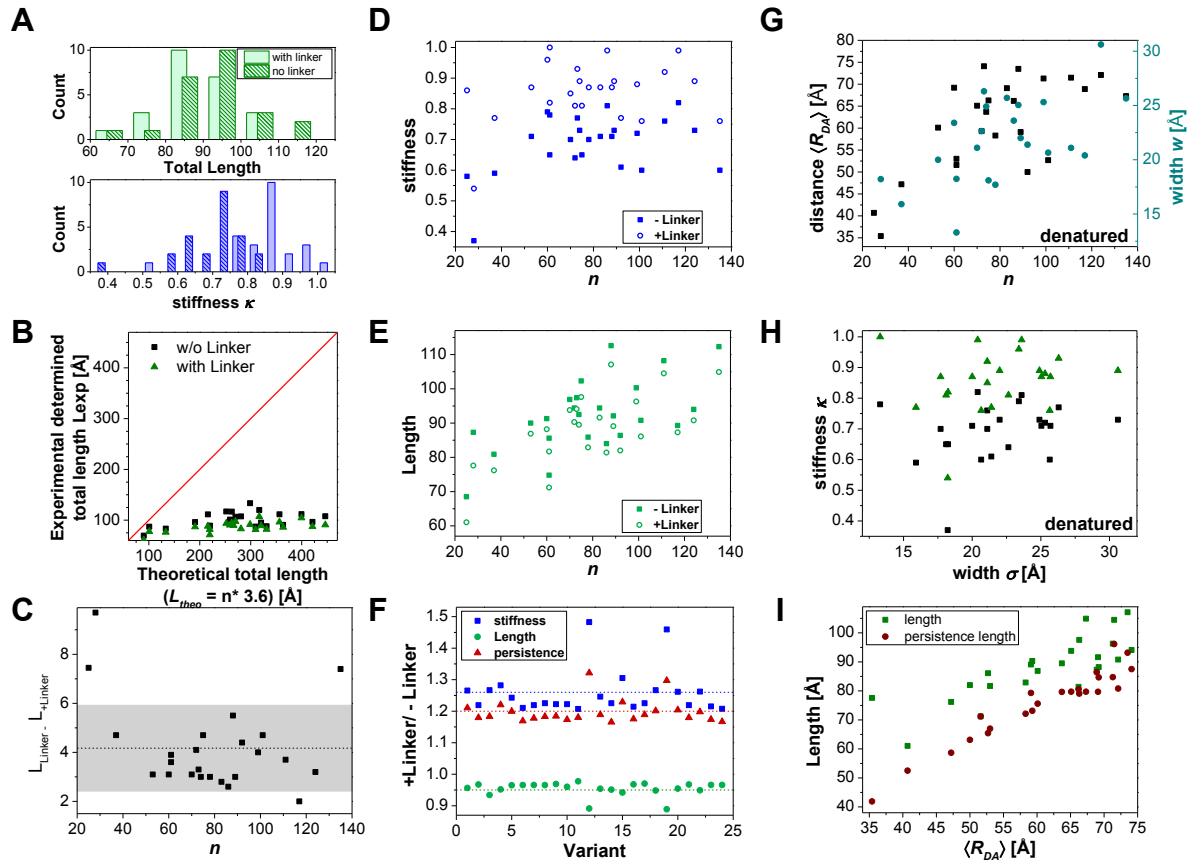 A
10
5
0
Count
with linker
no linker
60 70 80 90 100 110 120
Total Length
10
5
0
Count
0.4 0.5 0.6 0.7 0.8 0.9 1.0
stiffness κ
B
Experimental determined
total length Lexp [Å]
400
300
200
100
w/o Linker
with Linker
100 200 300 400
Theoretical total length
(L_theo = n* 3.6) [Å]
C
L_Linker - L_+Linker
8
6
4
2
20 40 60 80 100 120 140
n
D
stiffness
1.0
0.9
0.8
0.7
0.6
0.5
0.4
- Linker
+Linker
20 40 60 80 100 120 140
n
E
Length
110
100
90
80
70
60
- Linker
+Linker
20 40 60 80 100 120 140
n
F
+Linker/ - Linker
1.5
1.4
1.3
1.2
1.1
1.0
0.9
stiffness
Length
persistence
0 5 10 15 20 25
Variant
G
distance ⟨R_DA⟩ [Å]
80
75
70
65
60
55
50
45
40
35
width w [Å]
30
25
20
15
denatured
20 40 60 80 100 120 140
n
H
stiffness κ
1.0
0.9
0.8
0.7
0.6
0.5
0.4
denatured
15 20 25 30
width σ [Å]
I
Length [Å]
100
90
80
70
60
50
40
length
persistence length
35 40 45 50 55 60 65 70 75
⟨R_DA⟩ [Å]